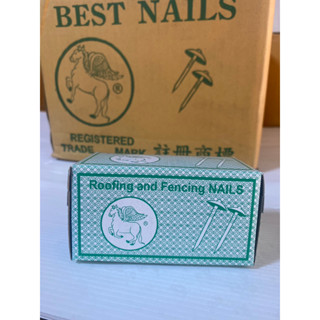 BEST NAILS
®
REGISTERED
TRADE MARK 註冊商標
Roofing and Fencing NAILS
®